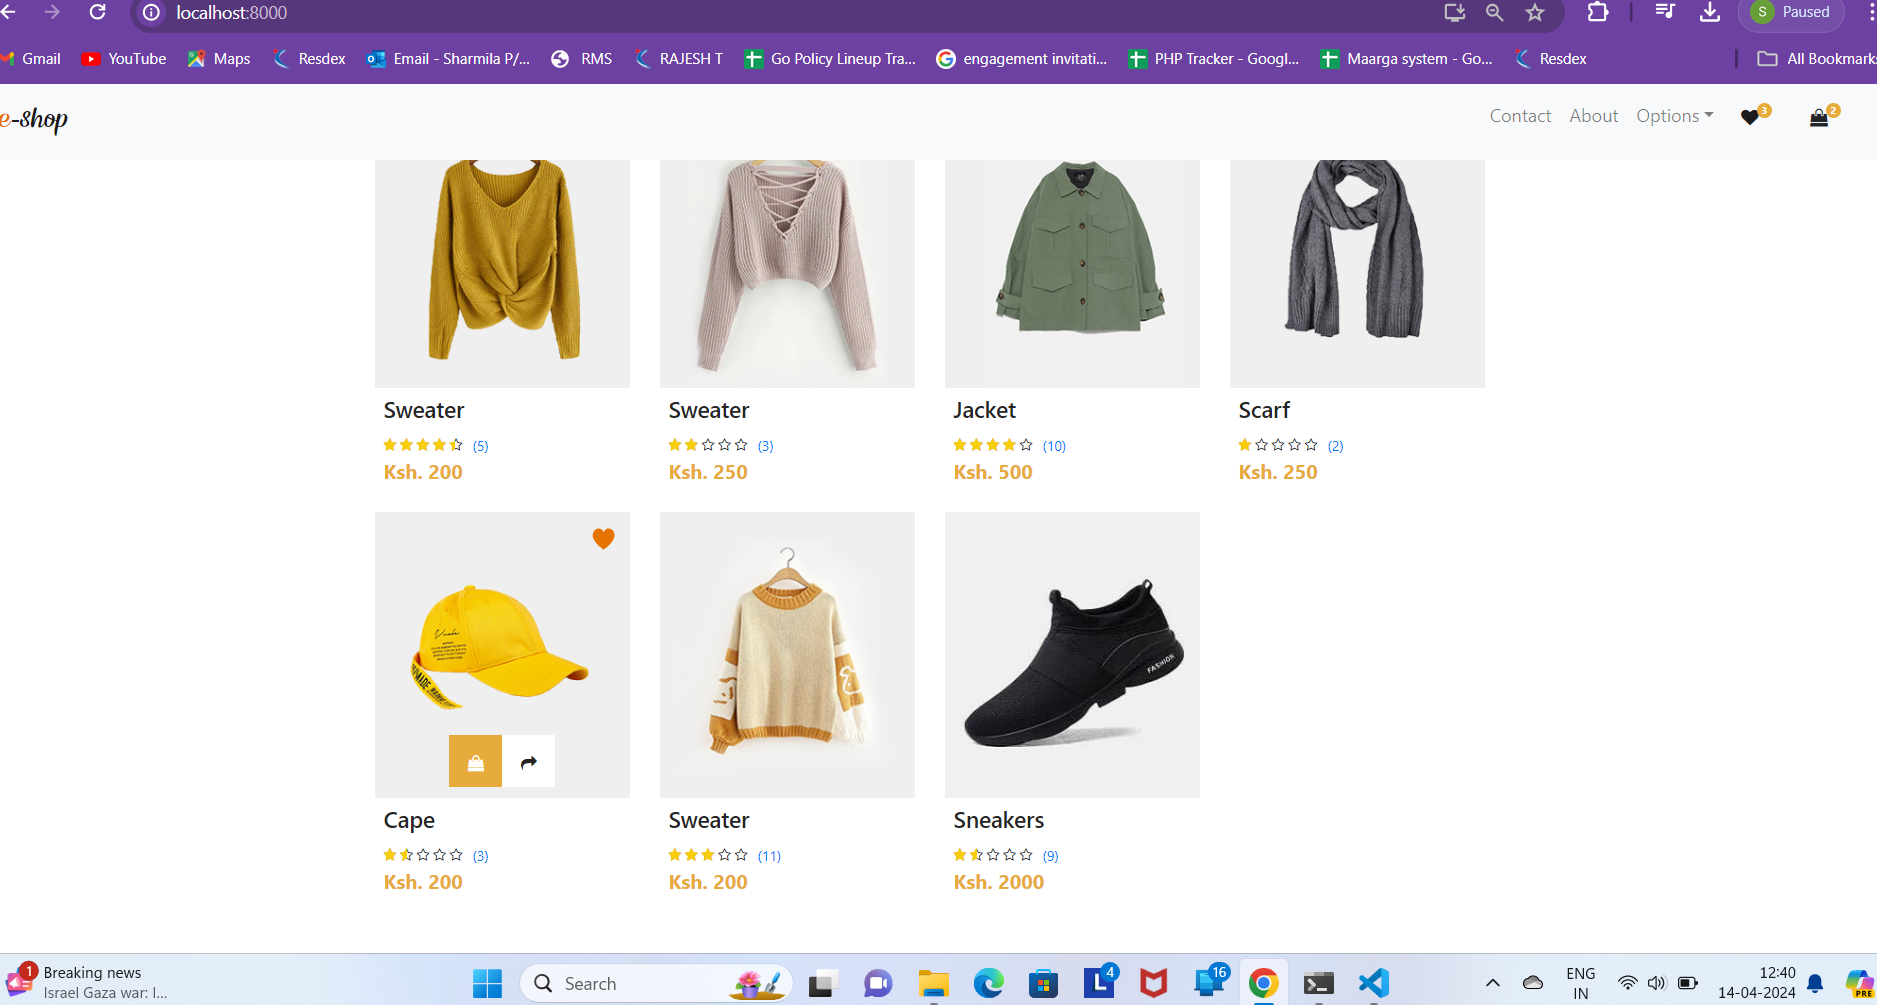 localhost:8000
S Paused
Gmail YouTube Maps Resdex Email - Sharmila P/... RMS RAJESH T Go Policy Lineup Tra... engagement invitati... PHP Tracker - Googl... Maarga system - Go... Resdex All Bookmarks
e-shop Contact About Options 3 2
Sweater Sweater Jacket Scarf
(5) (3) (10) (2)
Ksh. 200 Ksh. 250 Ksh. 500 Ksh. 250
FASHION
Cape Sweater Sneakers
(3) (11) (9)
Ksh. 200 Ksh. 200 Ksh. 2000
1 Breaking news
Israel Gaza war: I...
Search
L 4
16
PRE
ENG
IN
12:40
14-04-2024